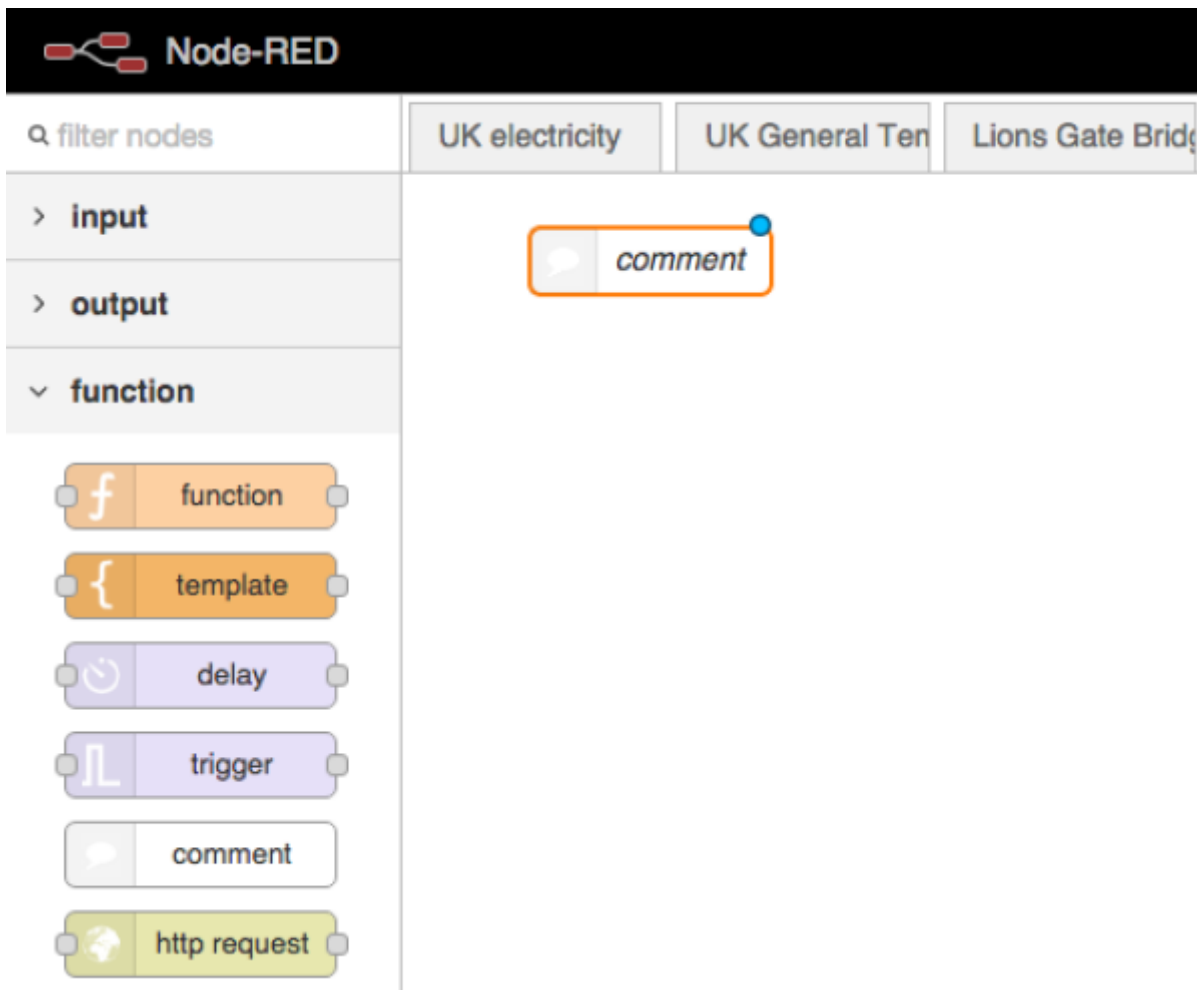 Node-RED
filter nodes
UK electricity
UK General Ten
Lions Gate Bridg
input
output
function
function
template
delay
trigger
comment
http request
comment